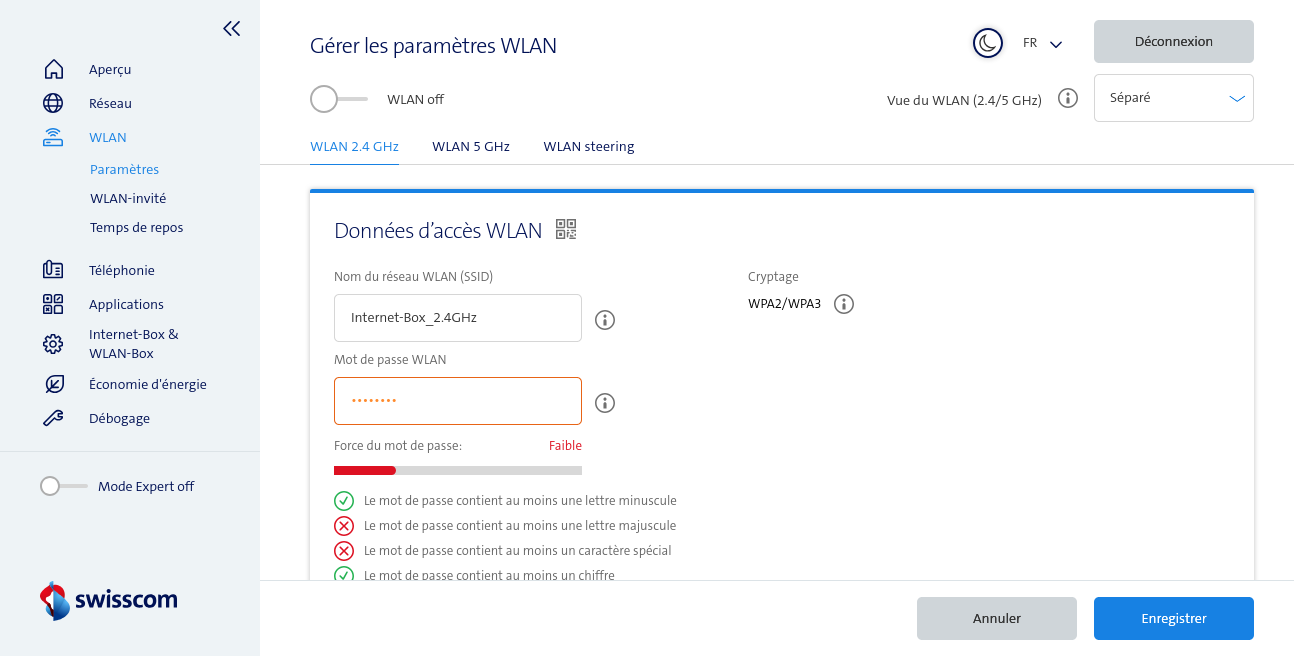 Aperçu
Réseau
WLAN
Paramètres
WLAN-invité
Temps de repos
Téléphonie
Applications
Internet-Box &
WLAN-Box
Économie d'énergie
Débogage
Mode Expert off
swisscom
Gérer les paramètres WLAN
FR
Déconnexion
WLAN off
Vue du WLAN (2.4/5 GHz)
Séparé
WLAN 2.4 GHz
WLAN 5 GHz
WLAN steering
Données d’accès WLAN
Nom du réseau WLAN (SSID)
Cryptage
Internet-Box_2.4GHz
WPA2/WPA3
Mot de passe WLAN
••••••••
Force du mot de passe:
Faible
Le mot de passe contient au moins une lettre minuscule
Le mot de passe contient au moins une lettre majuscule
Le mot de passe contient au moins un caractère spécial
Le mot de passe contient au moins un chiffre
Annuler
Enregistrer